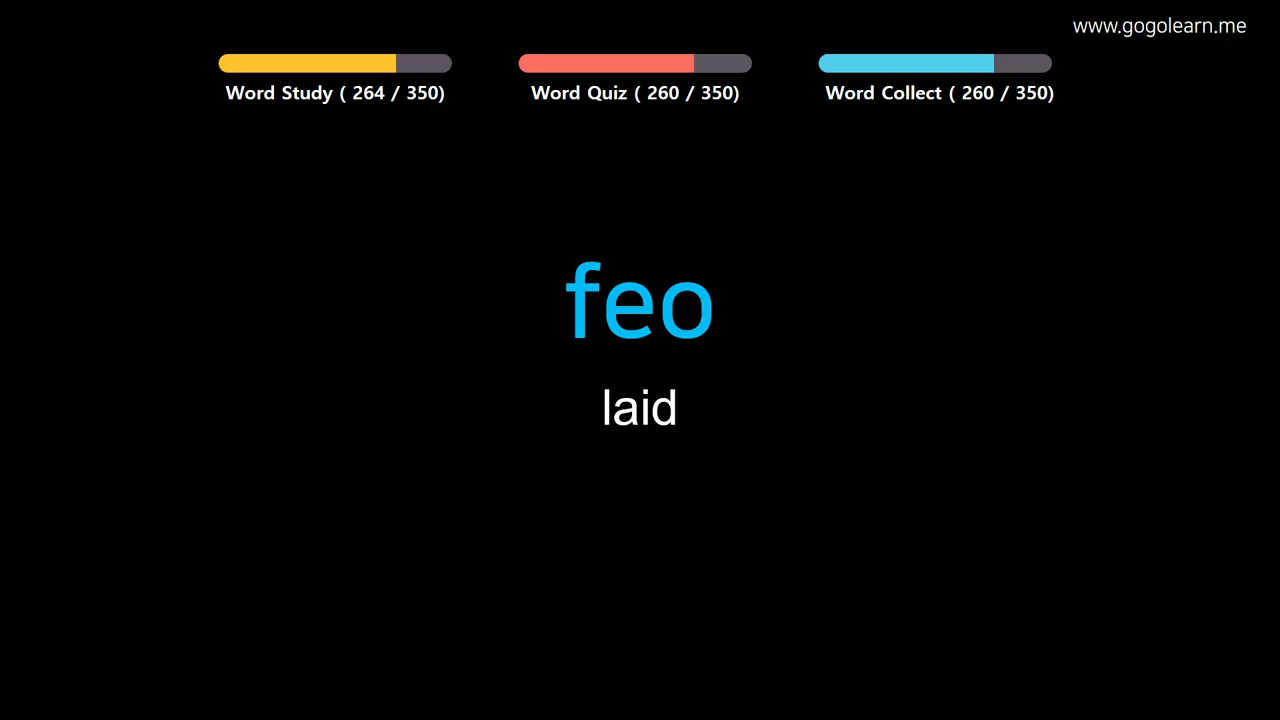 www.gogolearn.me
Word Study ( 264 / 350)
Word Quiz ( 260 / 350)
Word Collect ( 260 / 350)
feo
laid